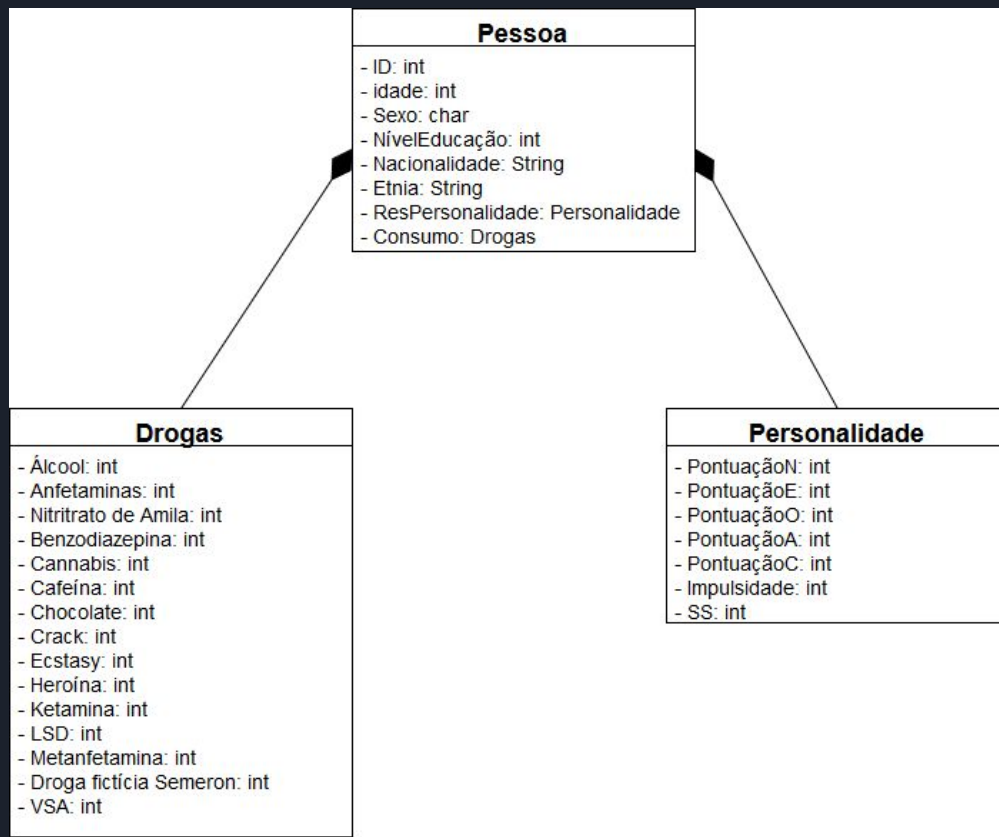 Pessoa
- ID: int
- idade: int
- Sexo: char
- NívelEducação: int
- Nacionalidade: String
- Etnia: String
- ResPersonalidade: Personalidade
- Consumo: Drogas
Drogas
- Álcool: int
- Anfetaminas: int
- Nitritrato de Amila: int
- Benzodiazepina: int
- Cannabis: int
- Cafeína: int
- Chocolate: int
- Crack: int
- Ecstasy: int
- Heroína: int
- Ketamina: int
- LSD: int
- Metanfetamina: int
- Droga fictícia Semeron: int
- VSA: int
Personalidade
- PontuaçãoN: int
- PontuaçãoE: int
- PontuaçãoO: int
- PontuaçãoA: int
- PontuaçãoC: int
- Impulsidade: int
- SS: int